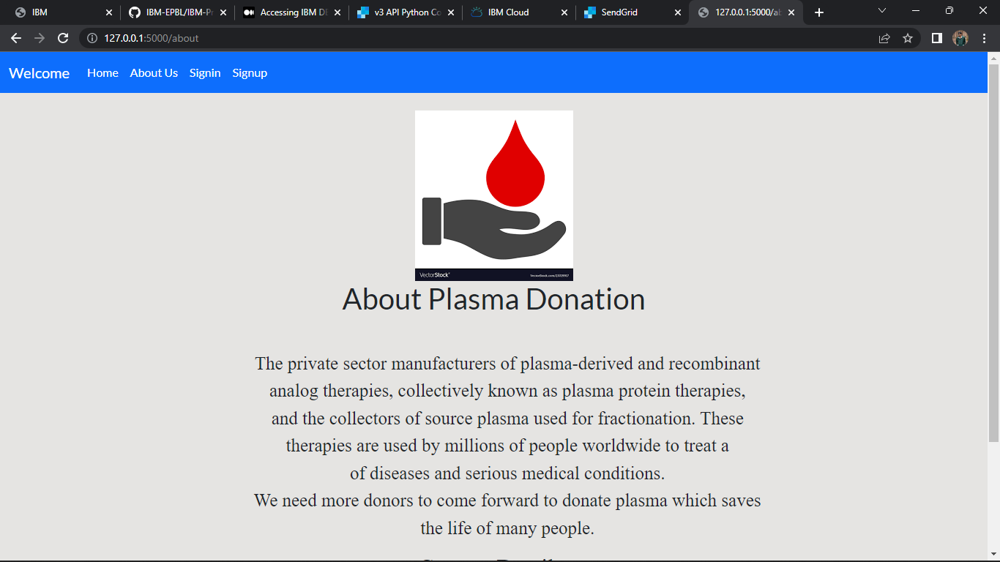 IBM
IBM-EPBL/IBM-Pr
Accessing IBM D
v3 API Python Co
IBM Cloud
SendGrid
127.0.0.1:5000/ab
127.0.0.1:5000/about
Welcome Home About Us Signin Signup
VectorStock®
VectorStock.com/23019907
About Plasma Donation
The private sector manufacturers of plasma-derived and recombinant
analog therapies, collectively known as plasma protein therapies,
and the collectors of source plasma used for fractionation. These
therapies are used by millions of people worldwide to treat a
of diseases and serious medical conditions.
We need more donors to come forward to donate plasma which saves
the life of many people.